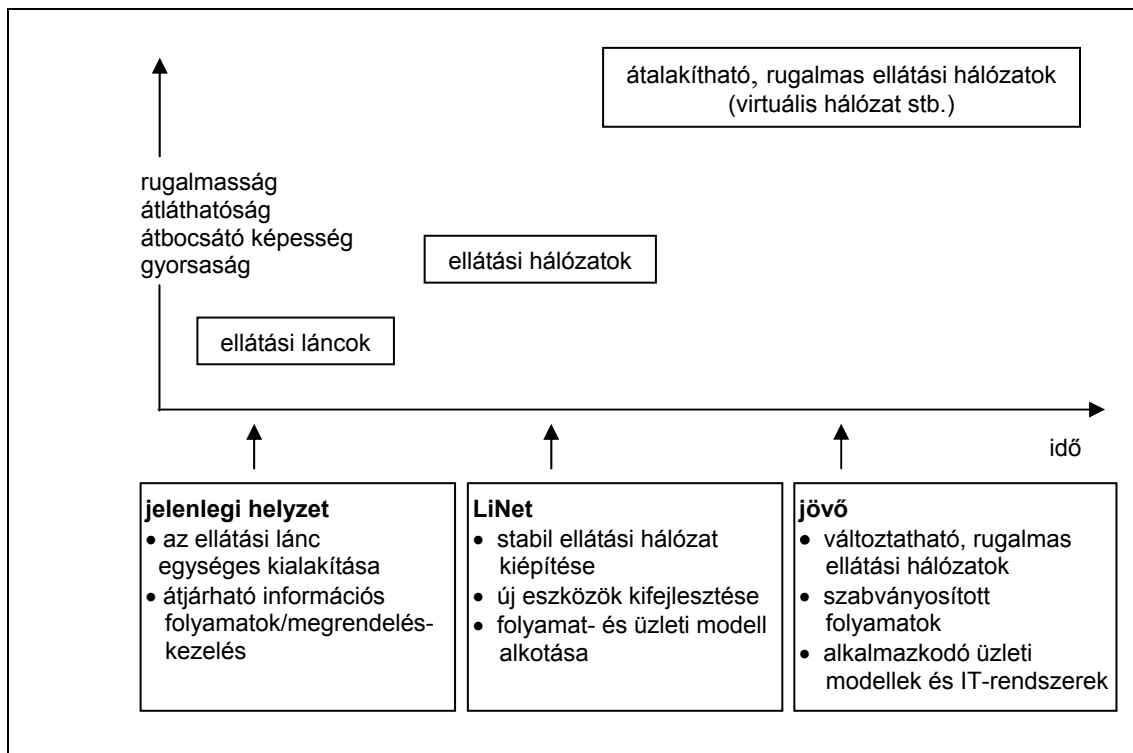 átalakítható, rugalmas ellátási hálózatok
(virtuális hálózat stb.)
rugalmasság
átláthatóság
átbocsátó képesség
gyorsaság
ellátási hálózatok
ellátási láncok
idő
jelenlegi helyzet
• az ellátási lánc
egységes kialakítása
• átjárható információs
folyamatok/megrendelés-
kezelés
LiNet
• stabil ellátási hálózat
kiépítése
• új eszközök kifejlesztése
• folyamat- és üzleti modell
alkotása
jövő
• változtatható, rugalmas
ellátási hálózatok
• szabványosított
folyamatok
• alkalmazkodó üzleti
modellek és IT-rendszerek